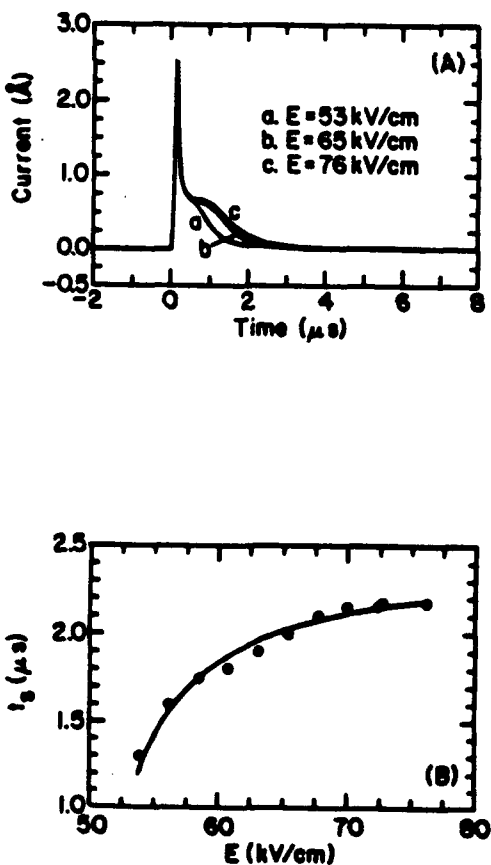 3.0
(A)
2.0
a. E=53kV/cm
b. E=65kV/cm
c. E=76kV/cm
1.0
a
c
b
0.0
-0.5
-2
0
2
4
6
8
Current (Å)
Time (μs)
2.5
2.0
1.5
1.0
(B)
50
60
70
80
ts (μs)
E (kV/cm)